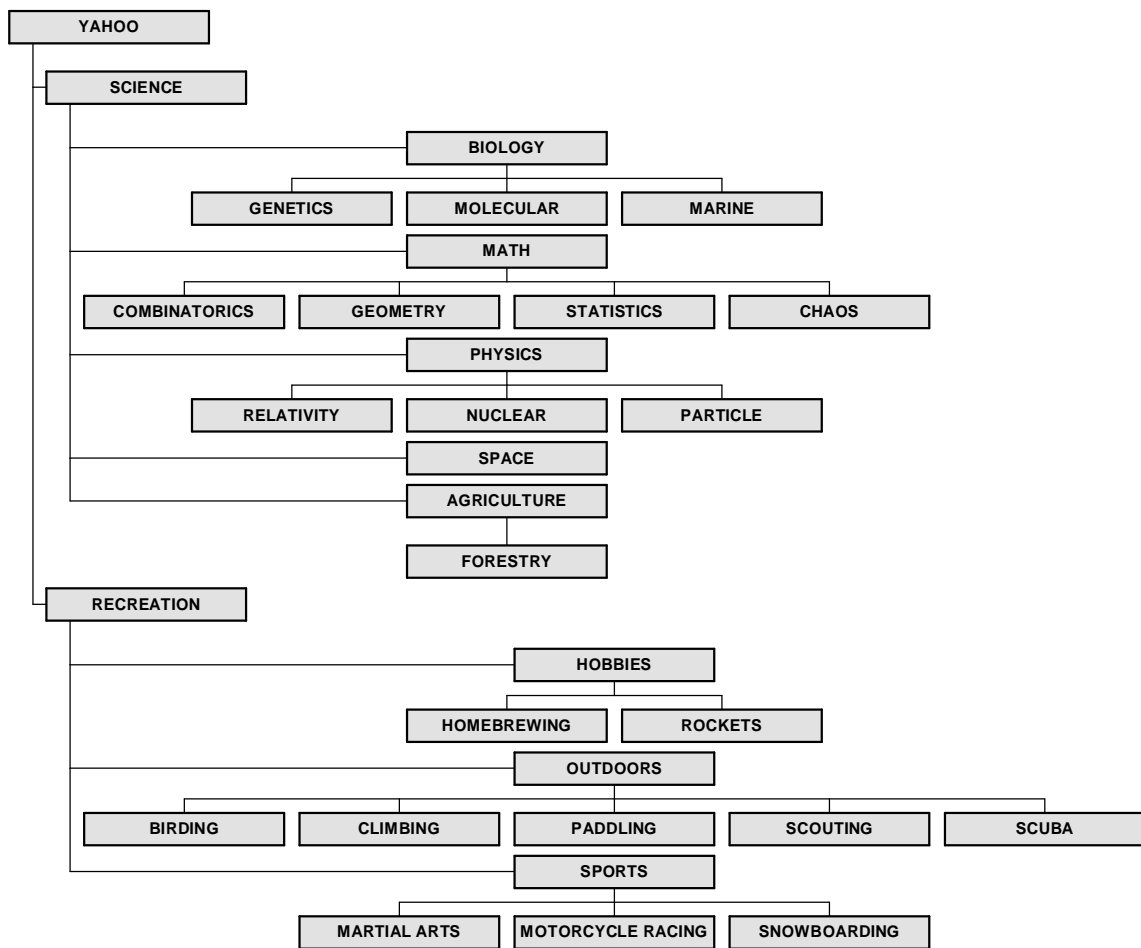 YAHOO
SCIENCE
BIOLOGY
GENETICS MOLECULAR MARINE
MATH
COMBINATORICS GEOMETRY STATISTICS CHAOS
PHYSICS
RELATIVITY NUCLEAR PARTICLE
SPACE
AGRICULTURE
FORESTRY
RECREATION
HOBBIES
HOMEBREWING ROCKETS
OUTDOORS
BIRDING CLIMBING PADDLING SCOUTING SCUBA
SPORTS
MARTIAL ARTS MOTORCYCLE RACING SNOWBOARDING